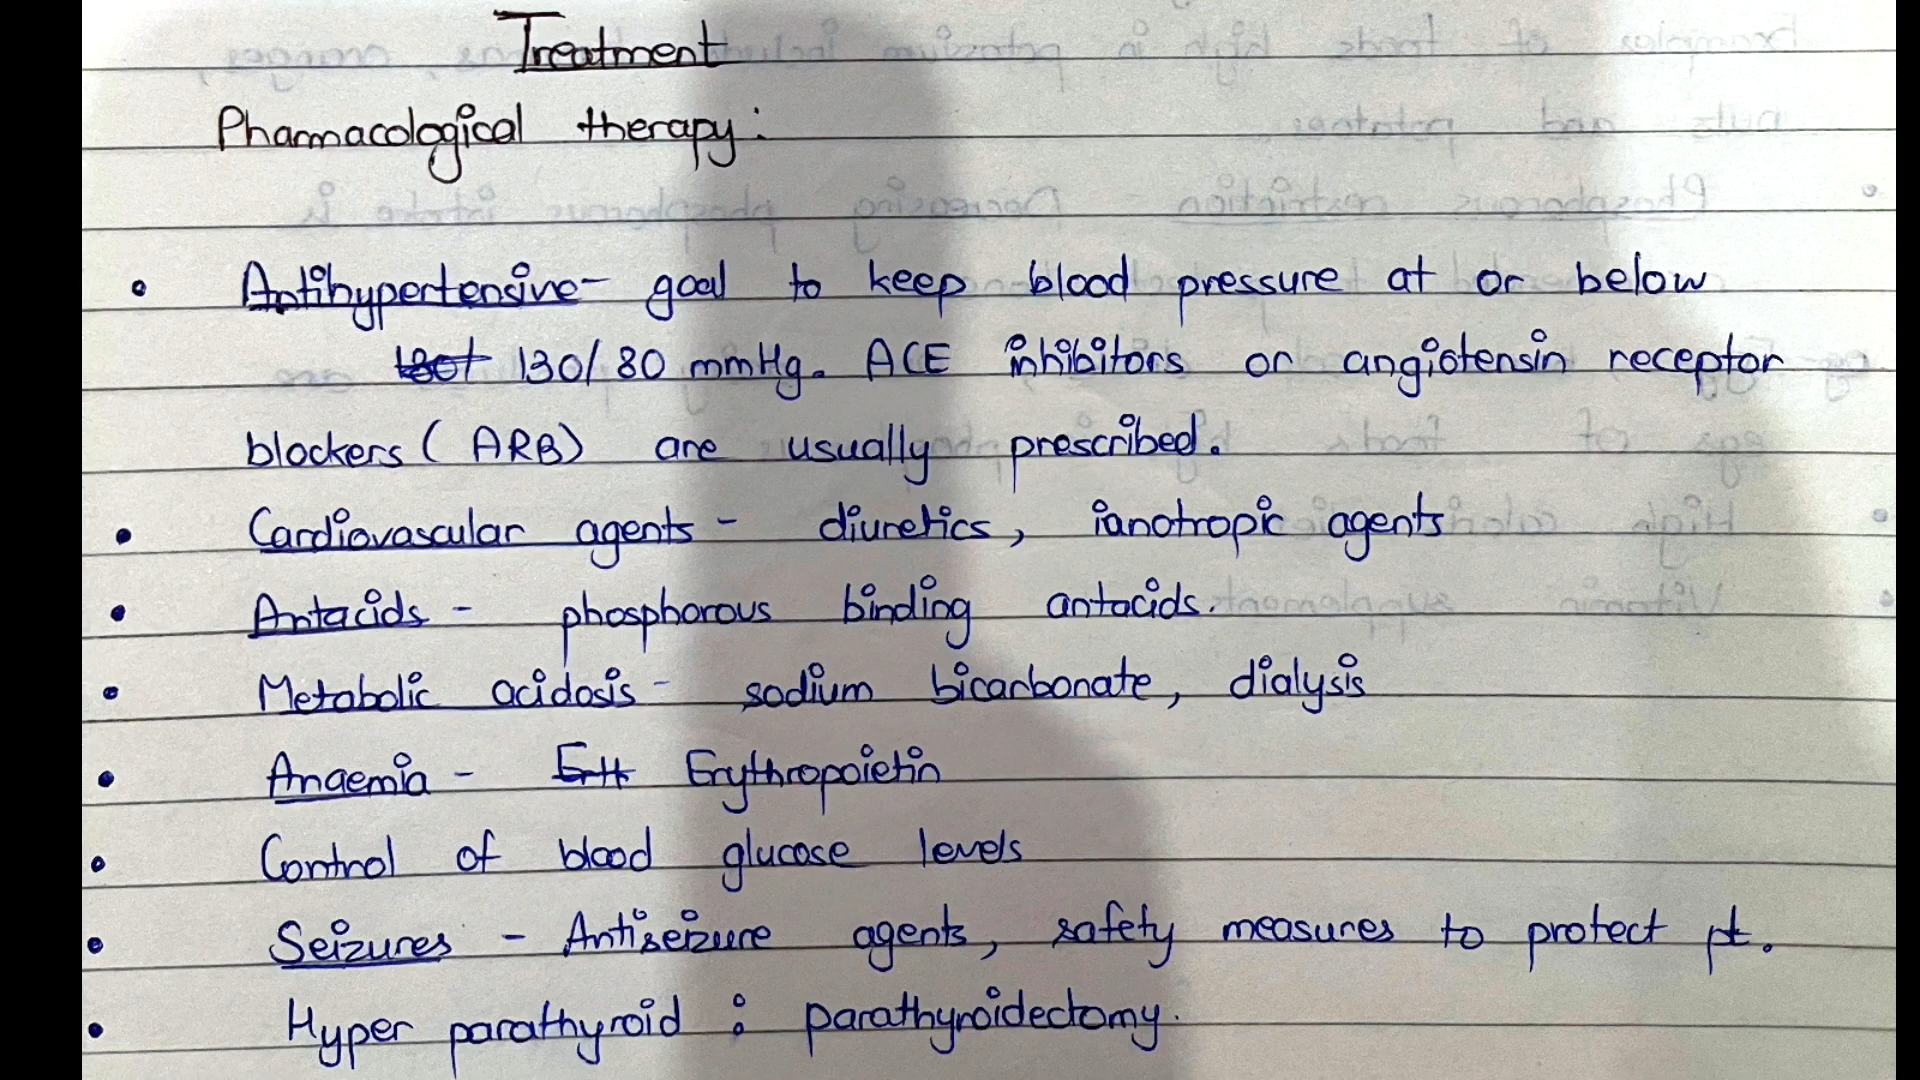 Treatment
Pharmacological therapy:
• Antihypertensive- goal to keep blood pressure at or below
130/80 mmHg. ACE inhibitors or angiotensin receptor
blockers (ARB) are usually prescribed.
• Cardiovascular agents - diuretics, ianotropic agents
• Antacids - phosphorous binding antacids.
• Metabolic acidosis - sodium bicarbonate, dialysis
• Anaemia - Erythropoietin
• Control of blood glucose levels
• Seizures - Antiseizure agents, safety measures to protect pt.
• Hyper parathyroid : parathyroidectomy.